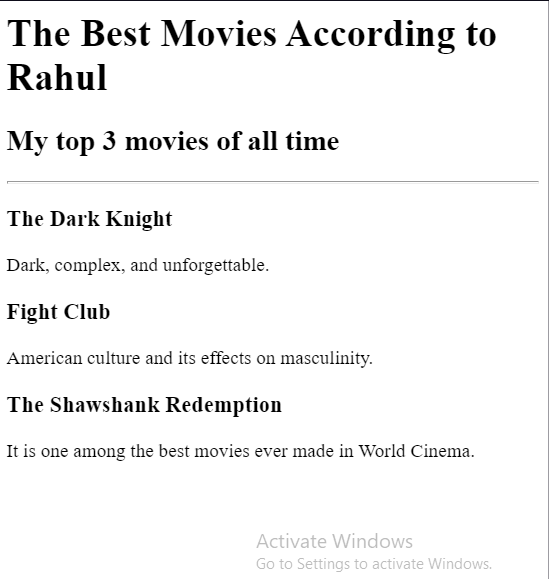 The Best Movies According to
Rahul
My top 3 movies of all time
The Dark Knight
Dark, complex, and unforgettable.
Fight Club
American culture and its effects on masculinity.
The Shawshank Redemption
It is one among the best movies ever made in World Cinema.
Activate Windows
Go to Settings to activate Windows.